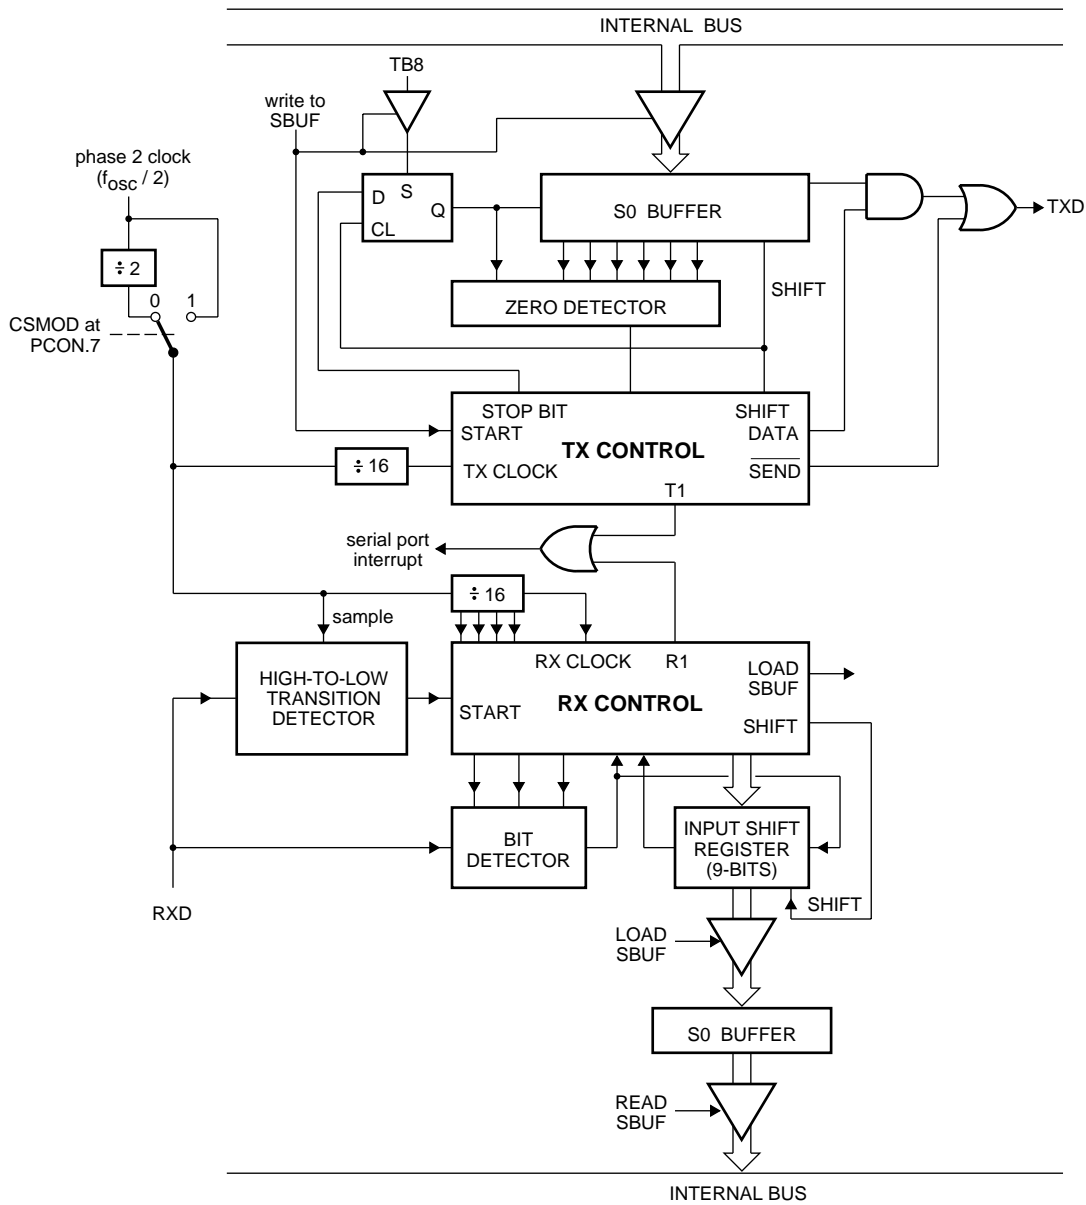 INTERNAL BUS
TB8
write to
SBUF
phase 2 clock
(fosc / 2)
D
S
Q
CL
S0 BUFFER
TXD
÷ 2
0
1
CSMOD at
PCON.7
ZERO DETECTOR
SHIFT
STOP BIT
SHIFT
START
DATA
TX CONTROL
÷ 16
TX CLOCK
SEND
T1
serial port
interrupt
÷ 16
sample
HIGH-TO-LOW
TRANSITION
DETECTOR
RX CLOCK
R1
LOAD
SBUF
RX CONTROL
START
SHIFT
BIT
DETECTOR
INPUT SHIFT
REGISTER
(9-BITS)
RXD
SHIFT
LOAD
SBUF
S0 BUFFER
READ
SBUF
INTERNAL BUS